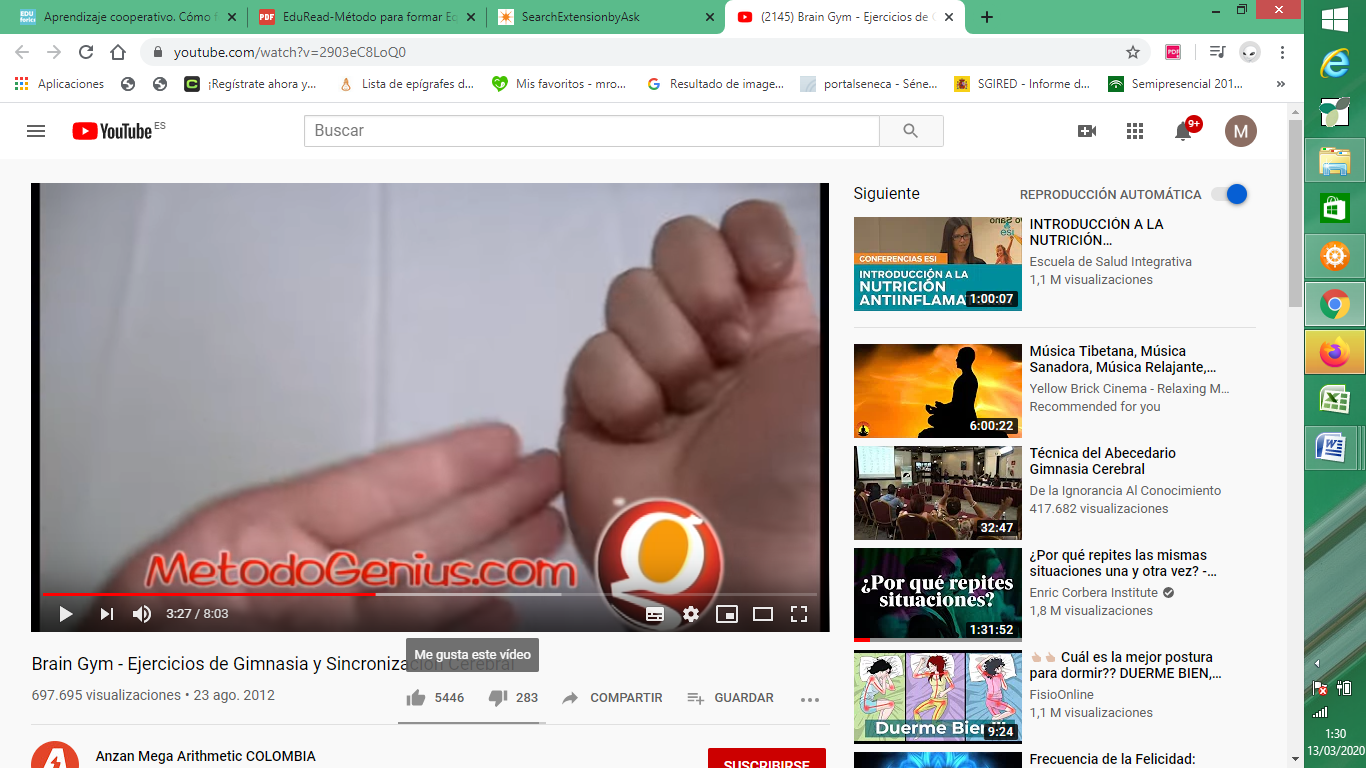 Aprendizaje cooperativo. Cómo f
EduRead-Método para formar Eq
SearchExtensionbyAsk
(2145) Brain Gym - Ejercicios de G
youtube.com/watch?v=2903eC8LoQ0
Aplicaciones
¡Regístrate ahora y...
Lista de epígrafes d...
Mis favoritos - mro...
Resultado de image...
portalseneca - Séne...
SGIRED - Informe d...
Semipresencial 201...
»
YouTube ES
Buscar
9+
M
MetodoGenius.com
3:27 / 8:03
Me gusta este vídeo
Brain Gym - Ejercicios de Gimnasia y Sincronización Cerebral
697.695 visualizaciones • 23 ago. 2012
5446
283
COMPARTIR
GUARDAR
Anzan Mega Arithmetic COLOMBIA
SUSCRIBIRSE
Siguiente
REPRODUCCIÓN AUTOMÁTICA
CONFERENCIAS ESI
INTRODUCCIÓN A LA
NUTRICIÓN
ANTIINFLAMA
1:00:07
INTRODUCCIÓN A LA
NUTRICIÓN...
Escuela de Salud Integrativa
1,1 M visualizaciones
6:00:22
Música Tibetana, Música
Sanadora, Música Relajante,...
Yellow Brick Cinema - Relaxing M...
Recommended for you
32:47
Técnica del Abecedario
Gimnasia Cerebral
De la Ignorancia Al Conocimiento
417.682 visualizaciones
¿Por qué repites
situaciones?
1:31:52
¿Por qué repites las mismas
situaciones una y otra vez? -...
Enric Corbera Institute
1,8 M visualizaciones
Duerme Bien
9:24
Cuál es la mejor postura
para dormir?? DUERME BIEN,...
FisioOnline
1,1 M visualizaciones
Frecuencia de la Felicidad:
1:30
13/03/2020